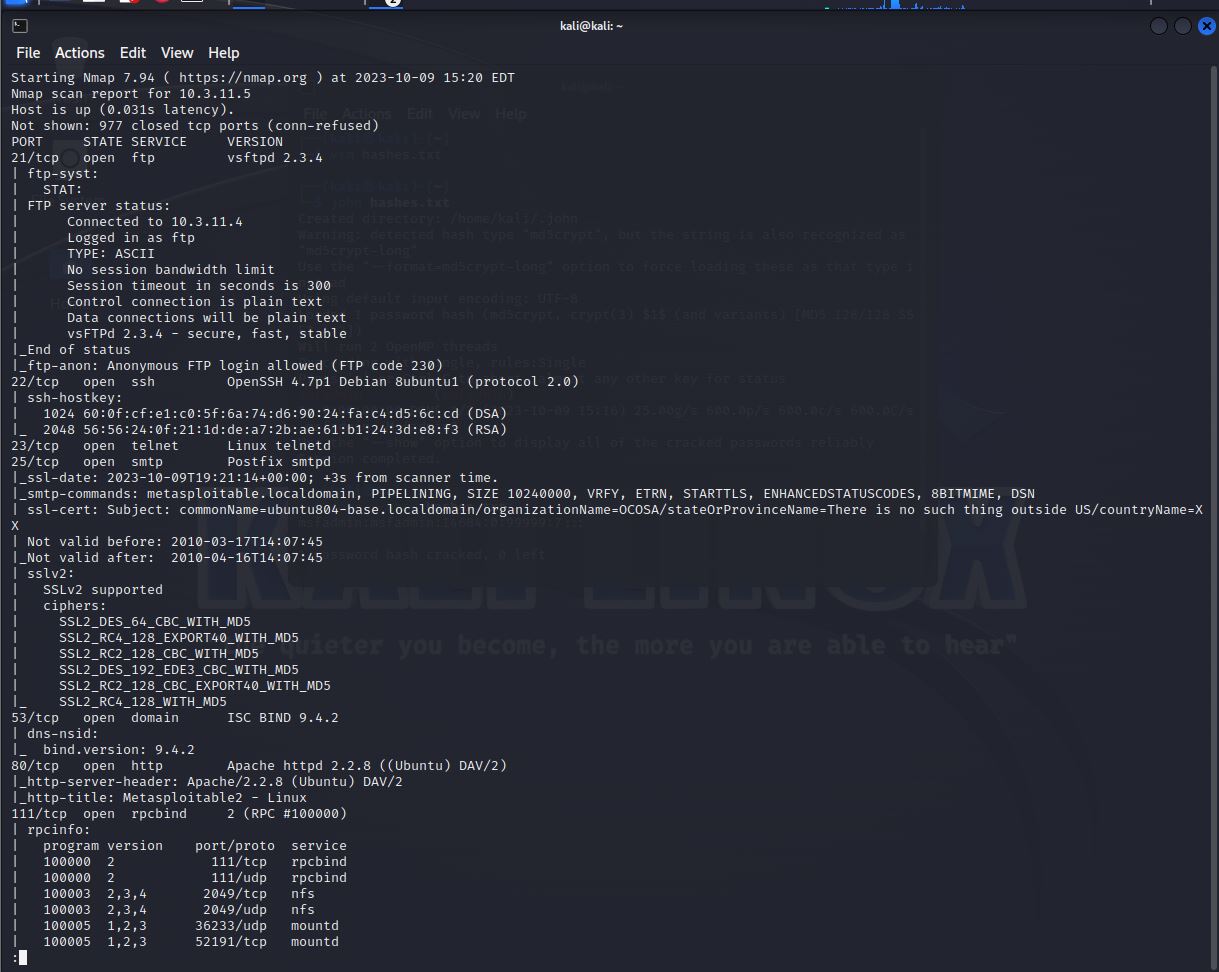 2
kali@kali: ~
File Actions Edit View Help
Starting Nmap 7.94 ( https://nmap.org ) at 2023-10-09 15:20 EDT
Nmap scan report for 10.3.11.5
Host is up (0.031s latency).
Not shown: 977 closed tcp ports (conn-refused)
PORT     STATE SERVICE     VERSION
21/tcp   open  ftp         vsftpd 2.3.4
| ftp-syst:
|   STAT:
| FTP server status:
|      Connected to 10.3.11.4
|      Logged in as ftp
|      TYPE: ASCII
|      No session bandwidth limit
|      Session timeout in seconds is 300
|      Control connection is plain text
|      Data connections will be plain text
|      vsFTPd 2.3.4 - secure, fast, stable
|_End of status
|_ftp-anon: Anonymous FTP login allowed (FTP code 230)
22/tcp   open  ssh         OpenSSH 4.7p1 Debian 8ubuntu1 (protocol 2.0)
| ssh-hostkey:
|   1024 60:0f:cf:e1:c0:5f:6a:74:d6:90:24:fa:c4:d5:6c:cd (DSA)
|_  2048 56:56:24:0f:21:1d:de:a7:2b:ae:61:b1:24:3d:e8:f3 (RSA)
23/tcp   open  telnet      Linux telnetd
25/tcp   open  smtp        Postfix smtpd
|_ssl-date: 2023-10-09T19:21:14+00:00; +3s from scanner time.
|_smtp-commands: metasploitable.localdomain, PIPELINING, SIZE 10240000, VRFY, ETRN, STARTTLS, ENHANCEDSTATUSCODES, 8BITMIME, DSN
| ssl-cert: Subject: commonName=ubuntu804-base.localdomain/organizationName=OCOSA/stateOrProvinceName=There is no such thing outside US/countryName=X
X
| Not valid before: 2010-03-17T14:07:45
|_Not valid after:  2010-04-16T14:07:45
| sslv2:
|   SSLv2 supported
|   ciphers:
|     SSL2_DES_64_CBC_WITH_MD5
|     SSL2_RC4_128_EXPORT40_WITH_MD5
|     SSL2_RC2_128_CBC_WITH_MD5
|     SSL2_DES_192_EDE3_CBC_WITH_MD5
|     SSL2_RC2_128_CBC_EXPORT40_WITH_MD5
|_    SSL2_RC4_128_WITH_MD5
53/tcp   open  domain      ISC BIND 9.4.2
| dns-nsid:
|_  bind.version: 9.4.2
80/tcp   open  http        Apache httpd 2.2.8 ((Ubuntu) DAV/2)
|_http-server-header: Apache/2.2.8 (Ubuntu) DAV/2
|_http-title: Metasploitable2 - Linux
111/tcp  open  rpcbind     2 (RPC #100000)
| rpcinfo:
|   program version    port/proto  service
|   100000  2            111/tcp   rpcbind
|   100000  2            111/udp   rpcbind
|   100003  2,3,4       2049/tcp   nfs
|   100003  2,3,4       2049/udp   nfs
|   100005  1,2,3      36233/udp   mountd
|   100005  1,2,3      52191/tcp   mountd
:
KALI LINUX
quieter you become, the more you are able to hear"